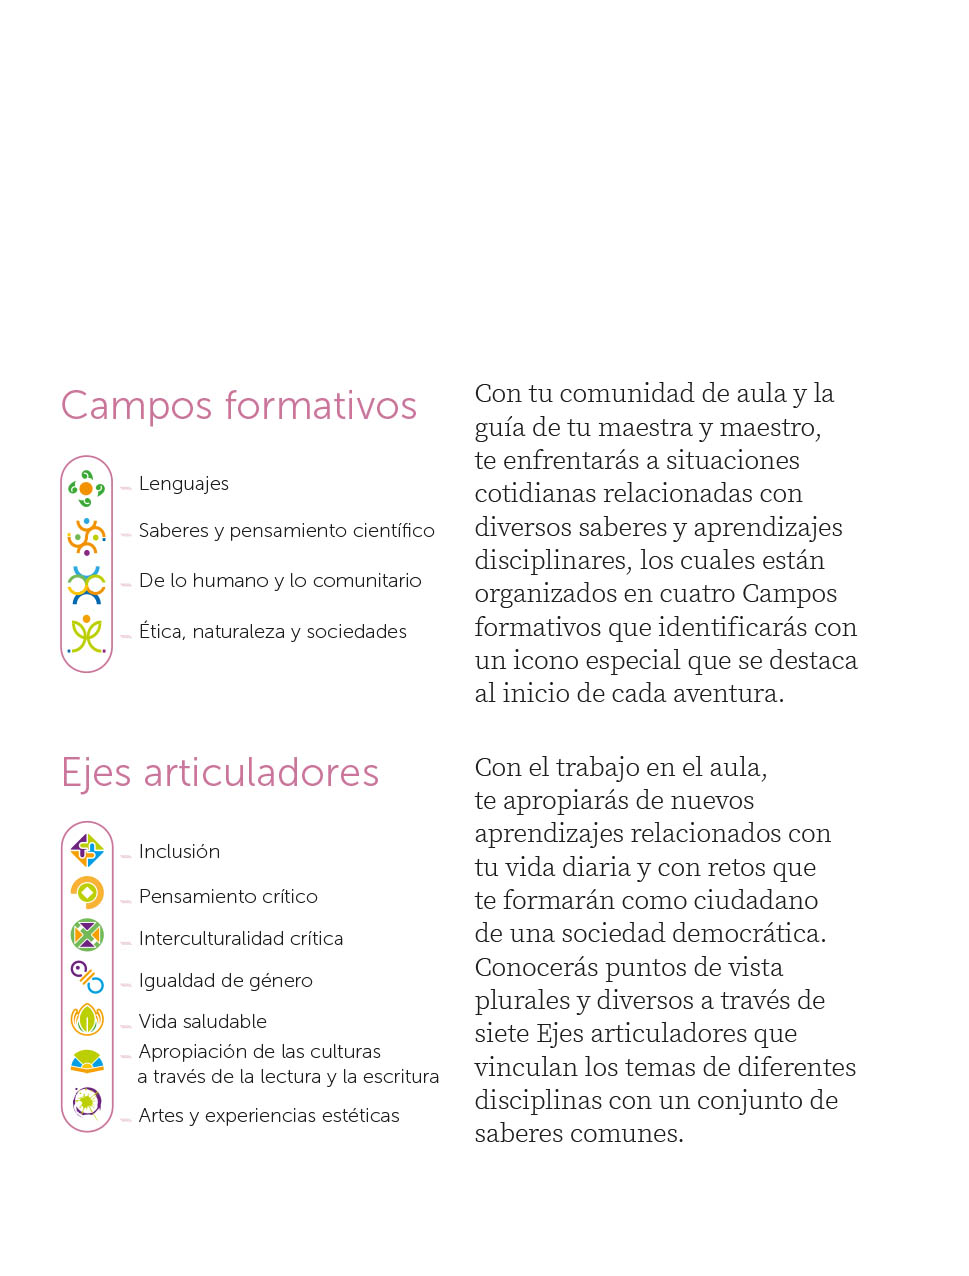 Campos formativos
Lenguajes
Saberes y pensamiento científico
De lo humano y lo comunitario
Ética, naturaleza y sociedades
Con tu comunidad de aula y la
guía de tu maestra y maestro,
te enfrentarás a situaciones
cotidianas relacionadas con
diversos saberes y aprendizajes
disciplinares, los cuales están
organizados en cuatro Campos
formativos que identificarás con
un icono especial que se destaca
al inicio de cada aventura.
Ejes articuladores
Inclusión
Pensamiento crítico
Interculturalidad crítica
Igualdad de género
Vida saludable
Apropiación de las culturas
a través de la lectura y la escritura
Artes y experiencias estéticas
Con el trabajo en el aula,
te apropiarás de nuevos
aprendizajes relacionados con
tu vida diaria y con retos que
te formarán como ciudadano
de una sociedad democrática.
Conocerás puntos de vista
plurales y diversos a través de
siete Ejes articuladores que
vinculan los temas de diferentes
disciplinas con un conjunto de
saberes comunes.